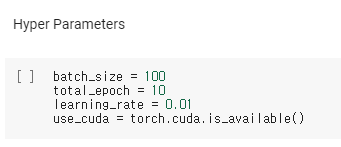 Hyper Parameters
[ ] batch_size = 100
total_epoch = 10
learning_rate = 0.01
use_cuda = torch.cuda.is_available()